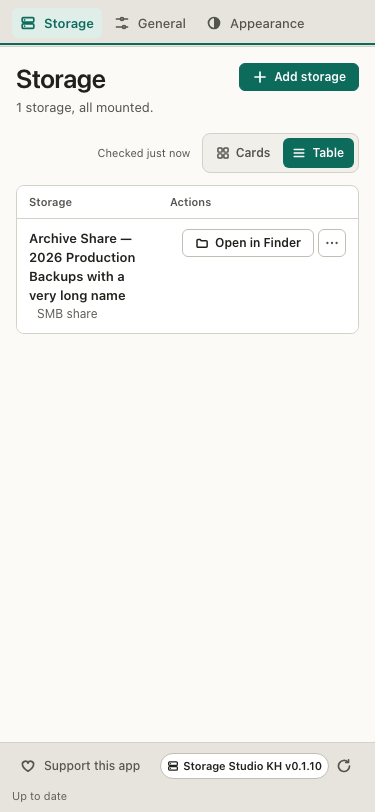 Storage General Appearance
Storage Add storage
1 storage, all mounted.
Checked just now Cards Table
Storage Actions
Archive Share — Open in Finder ...
2026 Production
Backups with a
very long name
SMB share
Support this app Storage Studio KH v0.1.10
Up to date